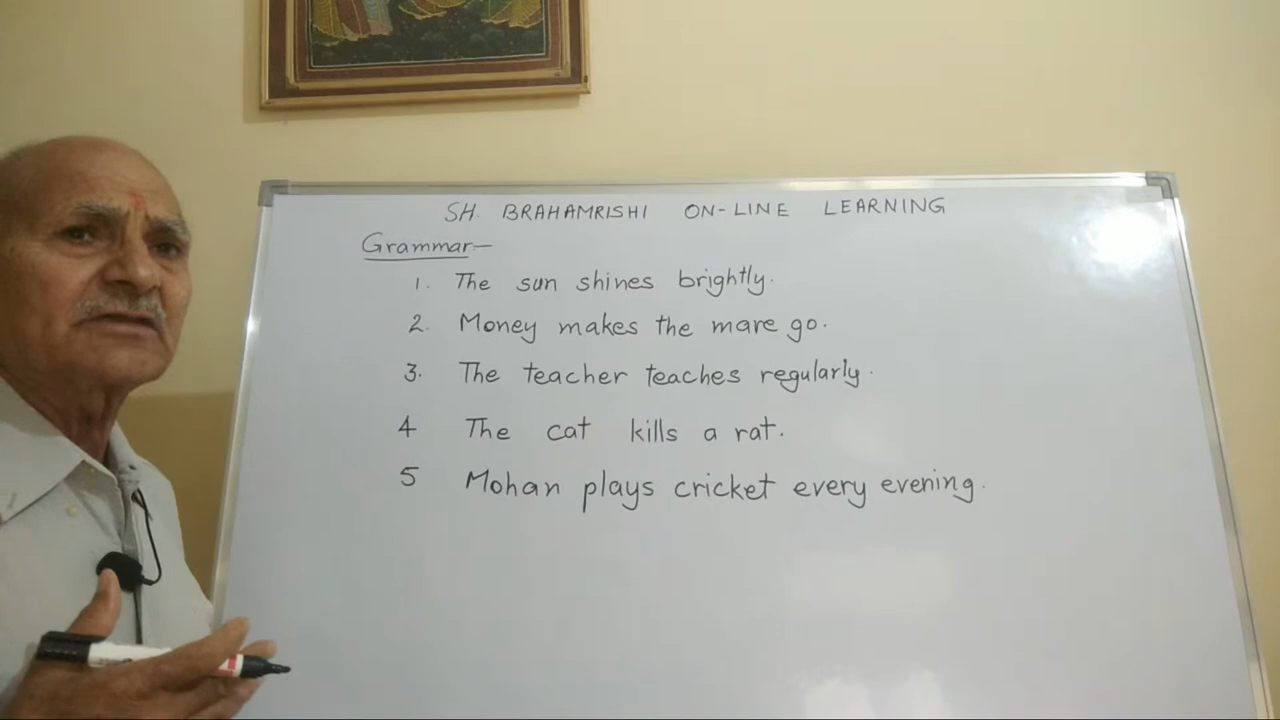 SH. BRAHAMRISHI ON-LINE LEARNING
Grammar—
1. The sun shines brightly.
2. Money makes the mare go.
3. The teacher teaches regularly.
4 The cat kills a rat.
5 Mohan plays cricket every evening.